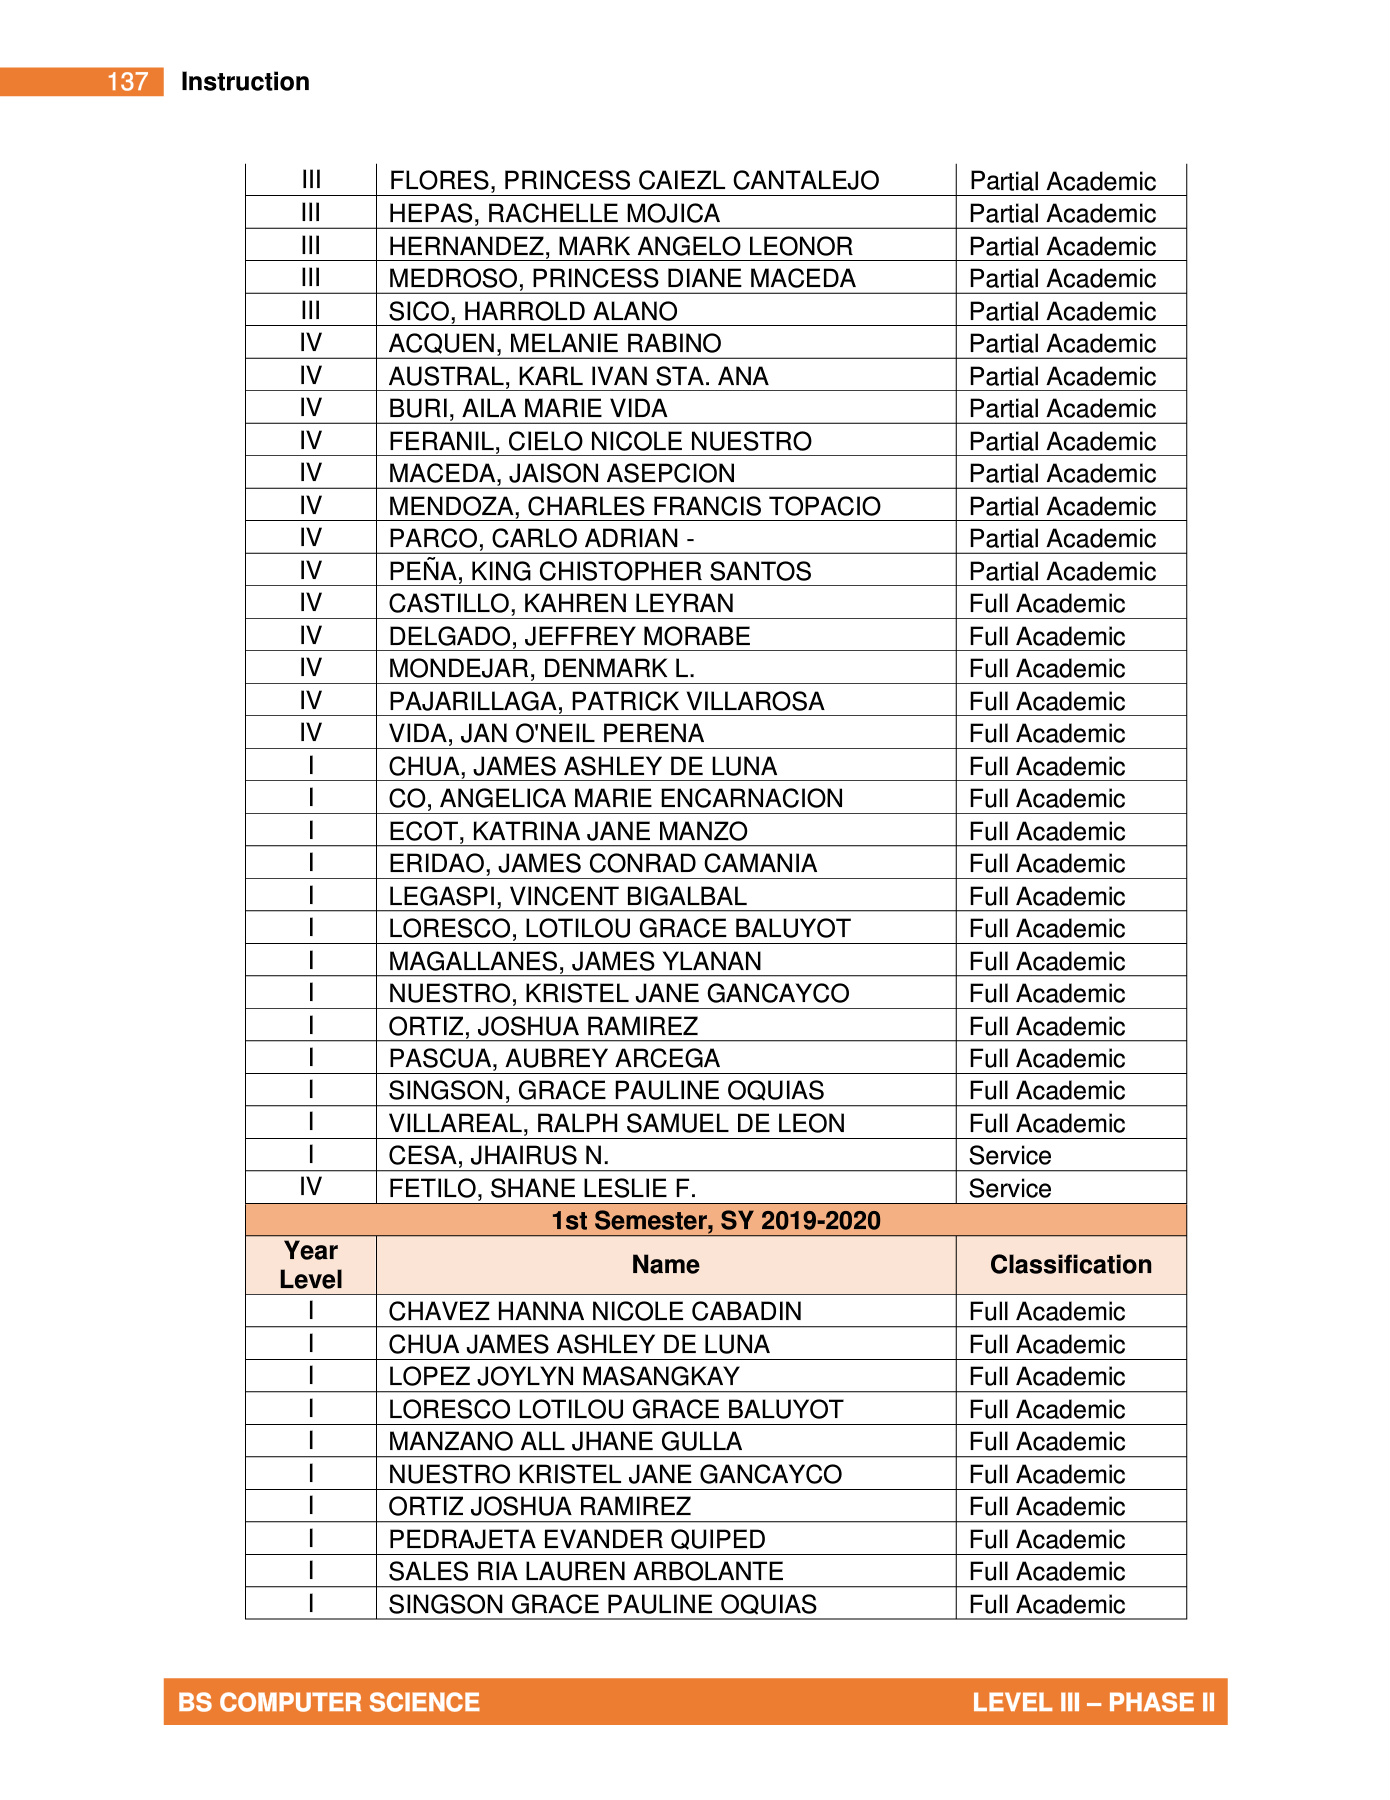 137 Instruction
III FLORES, PRINCESS CAIEZL CANTALEJO Partial Academic
III HEPAS, RACHELLE MOJICA Partial Academic
III HERNANDEZ, MARK ANGELO LEONOR Partial Academic
III MEDROSO, PRINCESS DIANE MACEDA Partial Academic
III SICO, HARROLD ALANO Partial Academic
IV ACQUEN, MELANIE RABINO Partial Academic
IV AUSTRAL, KARL IVAN STA. ANA Partial Academic
IV BURI, AILA MARIE VIDA Partial Academic
IV FERANIL, CIELO NICOLE NUESTRO Partial Academic
IV MACEDA, JAISON ASEPCION Partial Academic
IV MENDOZA, CHARLES FRANCIS TOPACIO Partial Academic
IV PARCO, CARLO ADRIAN - Partial Academic
IV PEÑA, KING CHISTOPHER SANTOS Partial Academic
IV CASTILLO, KAHREN LEYRAN Full Academic
IV DELGADO, JEFFREY MORABE Full Academic
IV MONDEJAR, DENMARK L. Full Academic
IV PAJARILLAGA, PATRICK VILLAROSA Full Academic
IV VIDA, JAN O'NEIL PERENA Full Academic
I CHUA, JAMES ASHLEY DE LUNA Full Academic
I CO, ANGELICA MARIE ENCARNACION Full Academic
I ECOT, KATRINA JANE MANZO Full Academic
I ERIDAO, JAMES CONRAD CAMANIA Full Academic
I LEGASPI, VINCENT BIGALBAL Full Academic
I LORESCO, LOTILOU GRACE BALUYOT Full Academic
I MAGALLANES, JAMES YLANAN Full Academic
I NUESTRO, KRISTEL JANE GANCAYCO Full Academic
I ORTIZ, JOSHUA RAMIREZ Full Academic
I PASCUA, AUBREY ARCEGA Full Academic
I SINGSON, GRACE PAULINE OQUIAS Full Academic
I VILLAREAL, RALPH SAMUEL DE LEON Full Academic
I CESA, JHAIRUS N. Service
IV FETILO, SHANE LESLIE F. Service
1st Semester, SY 2019-2020
Year
Level Name Classification
I CHAVEZ HANNA NICOLE CABADIN Full Academic
I CHUA JAMES ASHLEY DE LUNA Full Academic
I LOPEZ JOYLYN MASANGKAY Full Academic
I LORESCO LOTILOU GRACE BALUYOT Full Academic
I MANZANO ALL JHANE GULLA Full Academic
I NUESTRO KRISTEL JANE GANCAYCO Full Academic
I ORTIZ JOSHUA RAMIREZ Full Academic
I PEDRAJETA EVANDER QUIPED Full Academic
I SALES RIA LAUREN ARBOLANTE Full Academic
I SINGSON GRACE PAULINE OQUIAS Full Academic
BS COMPUTER SCIENCE LEVEL III – PHASE II